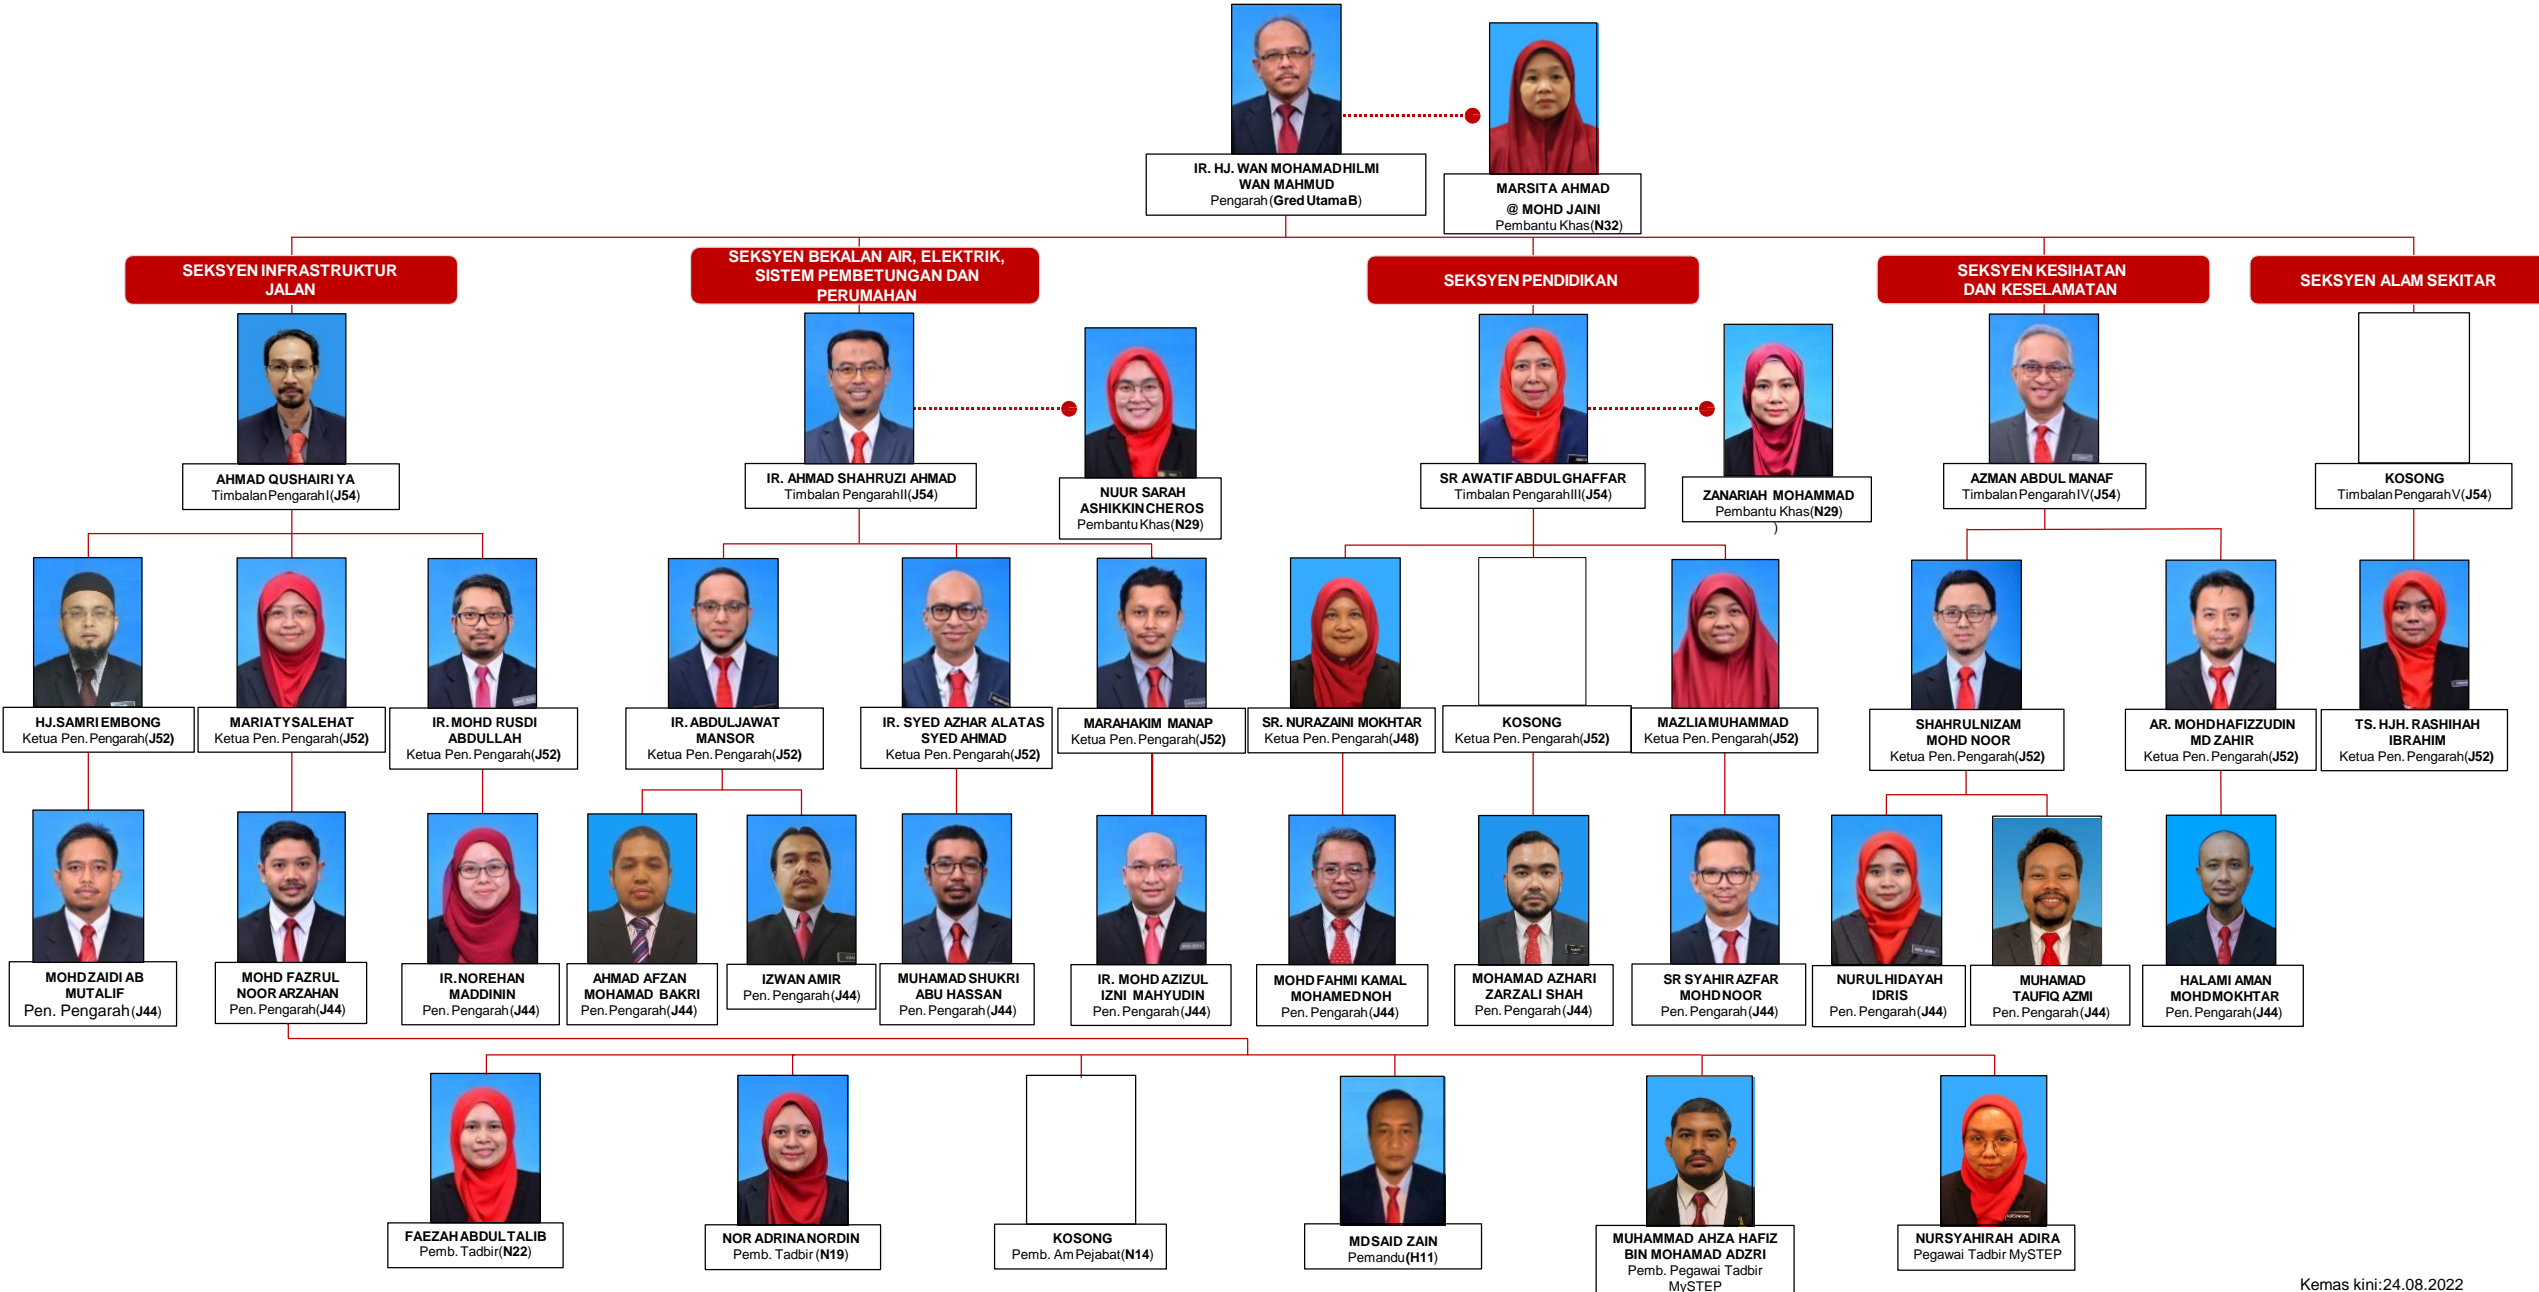 IR. HJ. WAN MOHAMAD HILMI
WAN MAHMUD
Pengarah (Gred Utama B)
MARSITA AHMAD
@ MOHD JAINI
Pembantu Khas(N32)
SEKSYEN INFRASTRUKTUR
JALAN
SEKSYEN BEKALAN AIR, ELEKTRIK,
SISTEM PEMBETUNGAN DAN
PERUMAHAN
SEKSYEN PENDIDIKAN
SEKSYEN KESIHATAN
DAN KESELAMATAN
SEKSYEN ALAM SEKITAR
AHMAD QUSHAIRI YA
Timbalan Pengarah I (J54)
IR. AHMAD SHAHRUZI AHMAD
Timbalan Pengarah II (J54)
NUUR SARAH
ASHIKKIN CHE ROS
Pembantu Khas(N29)
SR AWATIF ABDUL GHAFFAR
Timbalan Pengarah III (J54)
ZANARIAH MOHAMMAD
Pembantu Khas(N29)
)
AZMAN ABDUL MANAF
Timbalan Pengarah IV (J54)
KOSONG
Timbalan Pengarah V (J54)
HJ.SAMRI EMBONG
Ketua Pen. Pengarah(J52)
MARIATY SALEHAT
Ketua Pen. Pengarah(J52)
IR. MOHD RUSDI
ABDULLAH
Ketua Pen. Pengarah(J52)
IR. ABDUL JAWAT
MANSOR
Ketua Pen. Pengarah(J52)
IR. SYED AZHAR ALATAS
SYED AHMAD
Ketua Pen. Pengarah(J52)
MARAHAKIM MANAP
Ketua Pen. Pengarah(J52)
SR. NURAZAINI MOKHTAR
Ketua Pen. Pengarah(J48)
KOSONG
Ketua Pen. Pengarah(J52)
MAZLIA MUHAMMAD
Ketua Pen. Pengarah(J52)
SHAHRULNIZAM
MOHD NOOR
Ketua Pen. Pengarah(J52)
AR. MOHD HAFIZZUDIN
MD ZAHIR
Ketua Pen. Pengarah(J52)
TS. HJH. RASHIHAH
IBRAHIM
Ketua Pen. Pengarah(J52)
MOHD ZAIDI AB
MUTALIF
Pen. Pengarah (J44)
MOHD FAZRUL
NOOR ARZAHAN
Pen. Pengarah(J44)
IR. NOREHAN
MADDININ
Pen. Pengarah (J44)
AHMAD AFZAN
MOHAMAD BAKRI
Pen. Pengarah (J44)
IZWAN AMIR
Pen. Pengarah (J44)
MUHAMAD SHUKRI
ABU HASSAN
Pen. Pengarah (J44)
IR. MOHD AZIZUL
IZNI MAHYUDIN
Pen. Pengarah (J44)
MOHD FAHMI KAMAL
MOHAMED NOH
Pen. Pengarah (J44)
MOHAMAD AZHARI
ZARZALI SHAH
Pen. Pengarah (J44)
SR SYAHIR AZFAR
MOHD NOOR
Pen. Pengarah (J44)
NURUL HIDAYAH
IDRIS
Pen. Pengarah (J44)
MUHAMAD
TAUFIQ AZMI
Pen. Pengarah (J44)
HALAMI AMAN
MOHD MOKHTAR
Pen. Pengarah (J44)
FAEZAH ABDUL TALIB
Pemb. Tadbir(N22)
NOR ADRINA NORDIN
Pemb. Tadbir (N19)
KOSONG
Pemb. Am Pejabat(N14)
MD SAID ZAIN
Pemandu(H11)
MUHAMMAD AHZA HAFIZ
BIN MOHAMAD ADZRI
Pemb. Pegawai Tadbir
MySTEP
NURSYAHIRAH ADIRA
Pegawai Tadbir MySTEP
Kemas kini:24.08.2022